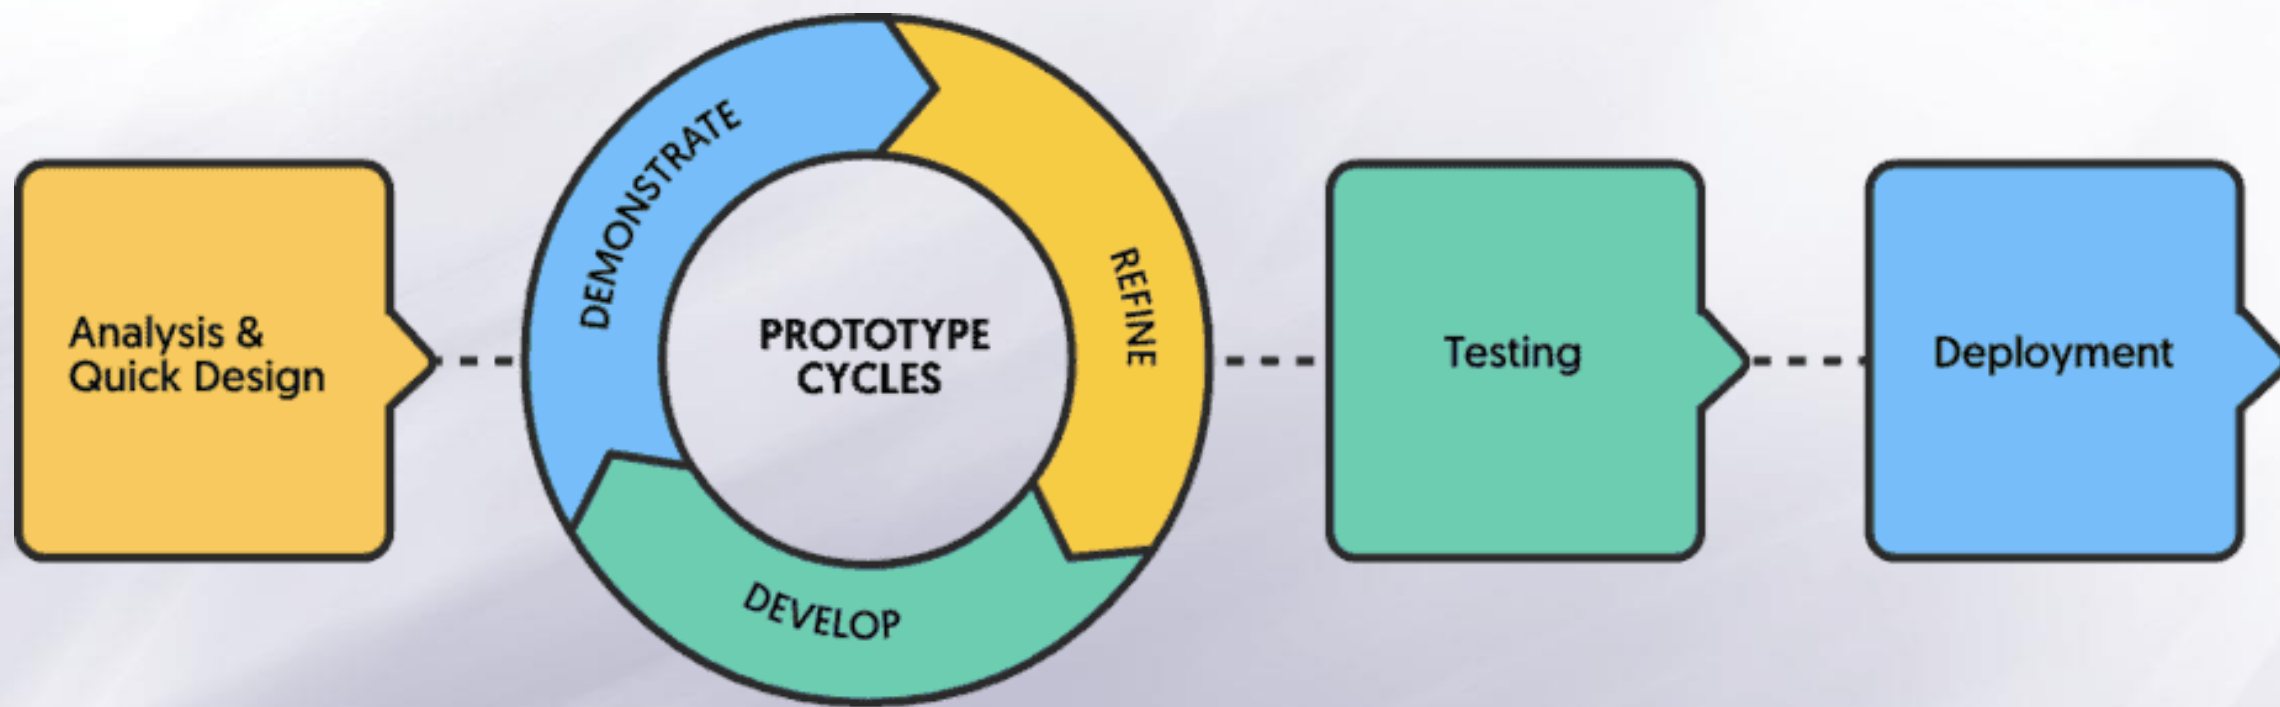 Analysis &
Quick Design
DEMONSTRATE
REFINE
DEVELOP
PROTOTYPE
CYCLES
Testing
Deployment